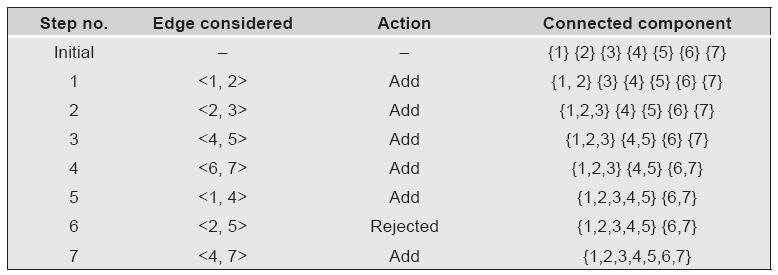 Step no. Edge considered Action Connected component
Initial – – {1} {2} {3} {4} {5} {6} {7}
1 <1, 2> Add {1, 2} {3} {4} {5} {6} {7}
2 <2, 3> Add {1,2,3} {4} {5} {6} {7}
3 <4, 5> Add {1,2,3} {4,5} {6} {7}
4 <6, 7> Add {1,2,3} {4,5} {6,7}
5 <1, 4> Add {1,2,3,4,5} {6,7}
6 <2, 5> Rejected {1,2,3,4,5} {6,7}
7 <4, 7> Add {1,2,3,4,5,6,7}